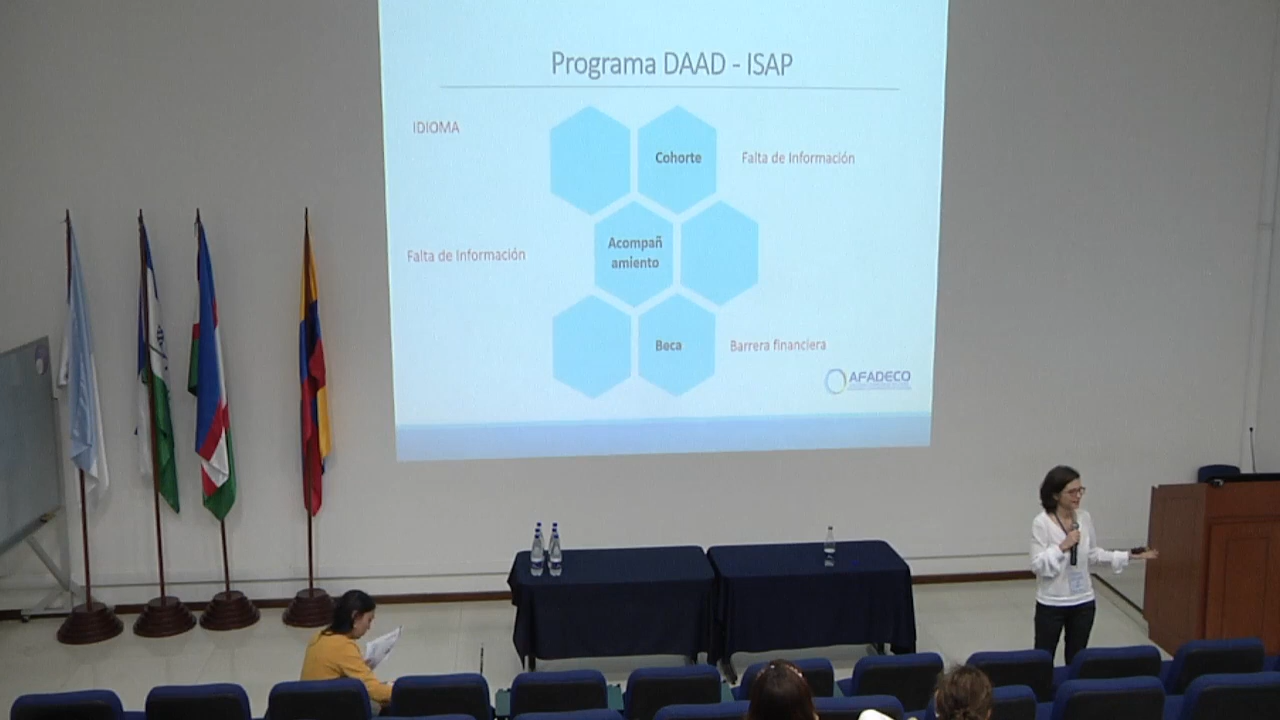 Programa DAAD - ISAP
IDIOMA
Cohorte
Falta de Información
Acompañ
amiento
Falta de Información
Beca
Barrera financiera
AFADECO